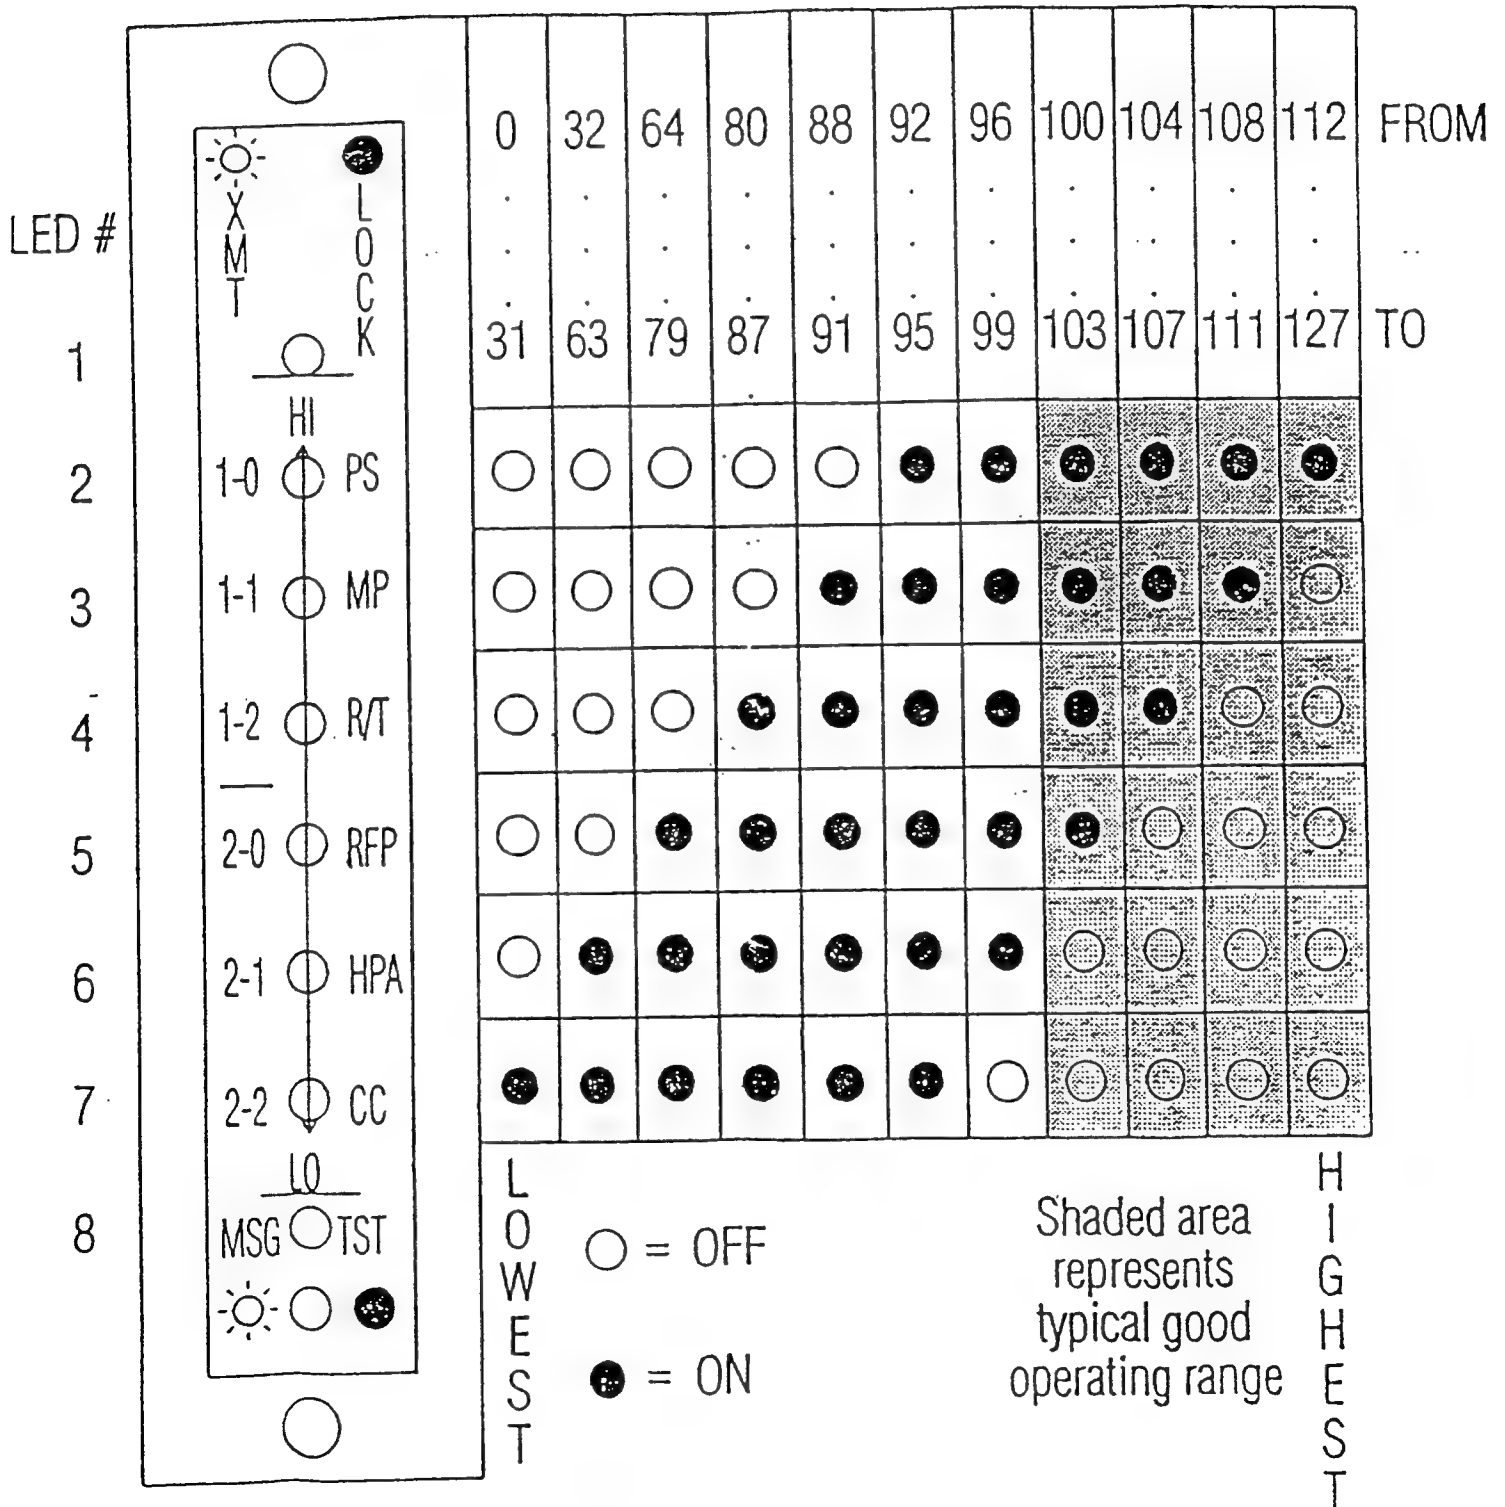 0 32 64 80 88 92 96 100 104 108 112 FROM
31 63 79 87 91 95 99 103 107 111 127 TO
LED #
XMT
LOCK
1
HI
2 1-0 PS
3 1-1 MP
4 1-2 R/T
5 2-0 RFP
6 2-1 HPA
7 2-2 CC
LO
8 MSG TST
LOWEST
= OFF
= ON
Shaded area
represents
typical good
operating range
HIGHEST